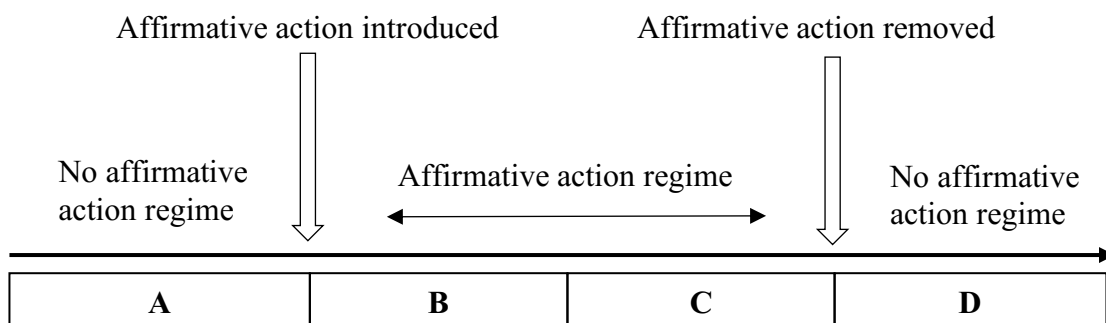 Affirmative action introduced
Affirmative action removed
No affirmative
action regime
Affirmative action regime
No affirmative
action regime
A
B
C
D